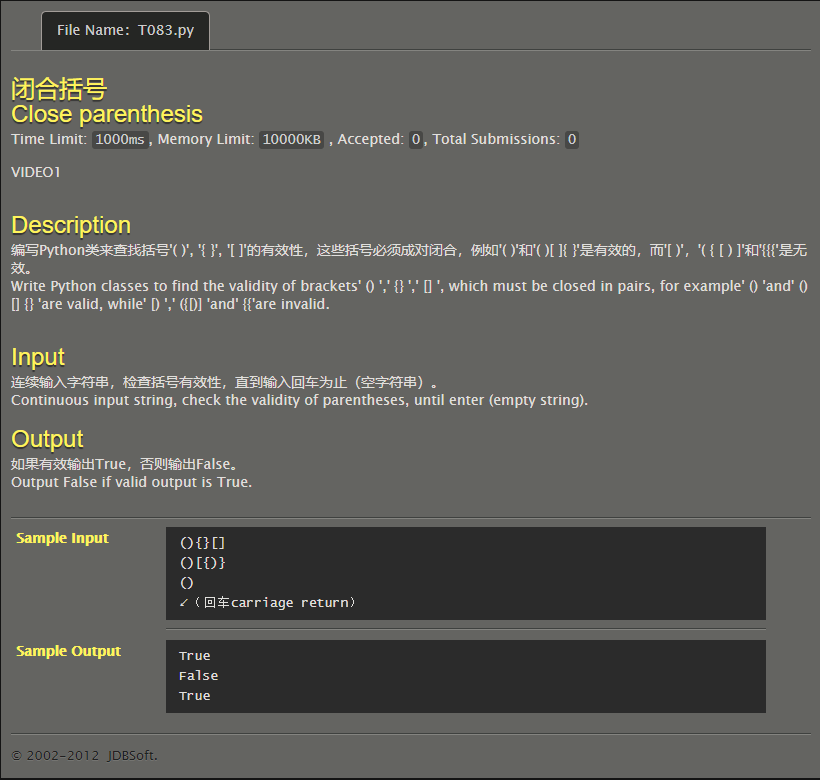 File Name: T083.py
闭合括号
Close parenthesis
Time Limit: 1000ms, Memory Limit: 10000KB , Accepted: 0, Total Submissions: 0
VIDEO1
Description
编写Python类来查找括号'( )', '{ }', '[ ]'的有效性，这些括号必须成对闭合，例如'( )'和'( )[ ]{ }'是有效的，而'[ )'，'( { [ ) ]'和'{{{'是无
效。
Write Python classes to find the validity of brackets' () ',' {} ',' [] ', which must be closed in pairs, for example' () 'and' ()
[] {} 'are valid, while' [) ',' ({[)] 'and' {{'are invalid.
Input
连续输入字符串，检查括号有效性，直到输入回车为止（空字符串）。
Continuous input string, check the validity of parentheses, until enter (empty string).
Output
如果有效输出True，否则输出False。
Output False if valid output is True.
Sample Input
(){}[]
()[{)}
()
↙（回车carriage return）
Sample Output
True
False
True
© 2002-2012 JDBSoft.